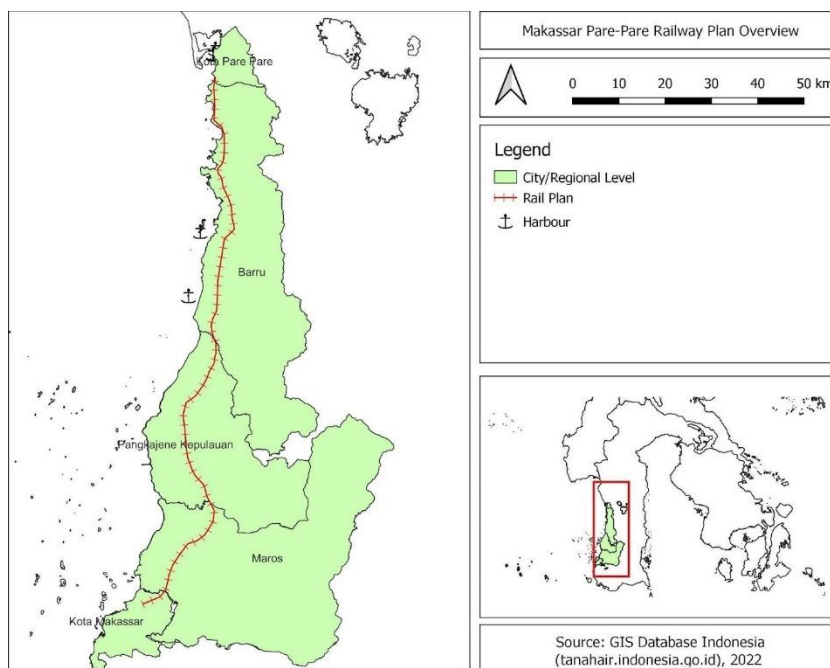 Makassar Pare-Pare Railway Plan Overview
0 10 20 30 40 50 km
Legend
City/Regional Level
Rail Plan
Harbour
Kota Pare Pare
Barru
Pangkajene Kepulauan
Maros
Kota Makassar
Source: GIS Database Indonesia
(tanahair.indonesia.go.id), 2022